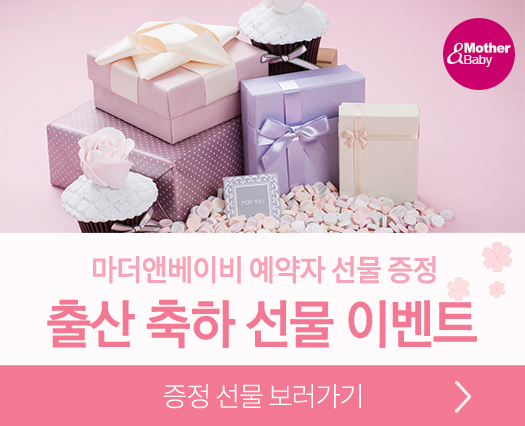 Mother
&Baby
FOR YOU
마더앤베이비 예약자 선물 증정
출산 축하 선물 이벤트
증정 선물 보러가기